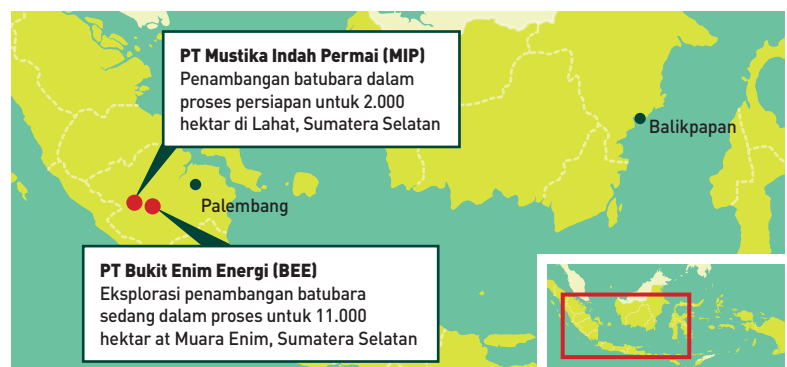 PT Mustika Indah Permai (MIP)
Penambangan batubara dalam
proses persiapan untuk 2.000
hektar di Lahat, Sumatera Selatan
Balikpapan
Palembang
PT Bukit Enim Energi (BEE)
Eksplorasi penambangan batubara
sedang dalam proses untuk 11.000
hektar at Muara Enim, Sumatera Selatan